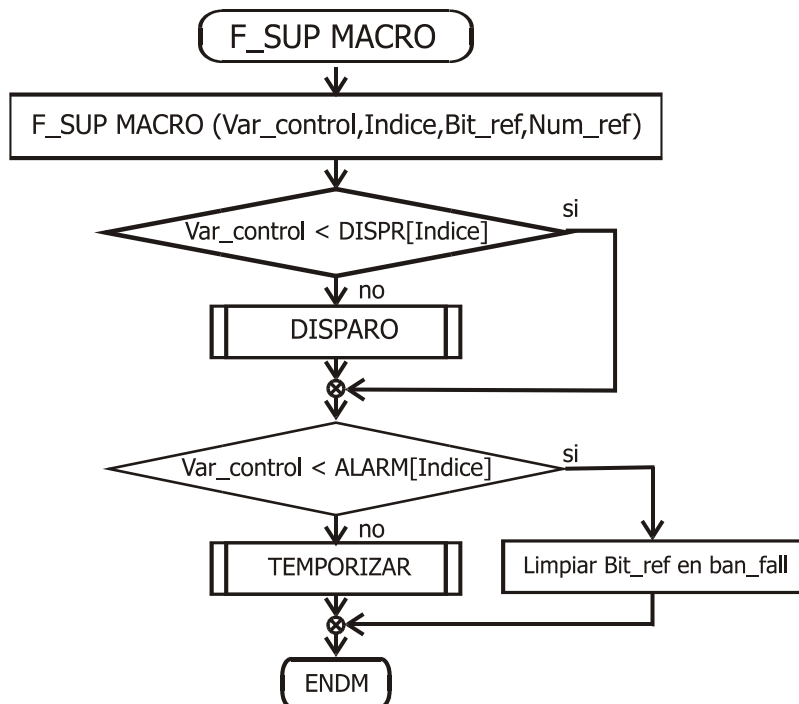 F_SUP MACRO
F_SUP MACRO (Var_control,Indice,Bit_ref,Num_ref)
Var_control < DISPR[Indice]
si
no
DISPARO
Var_control < ALARM[Indice]
si
no
TEMPORIZAR
Limpiar Bit_ref en ban_fall
ENDM